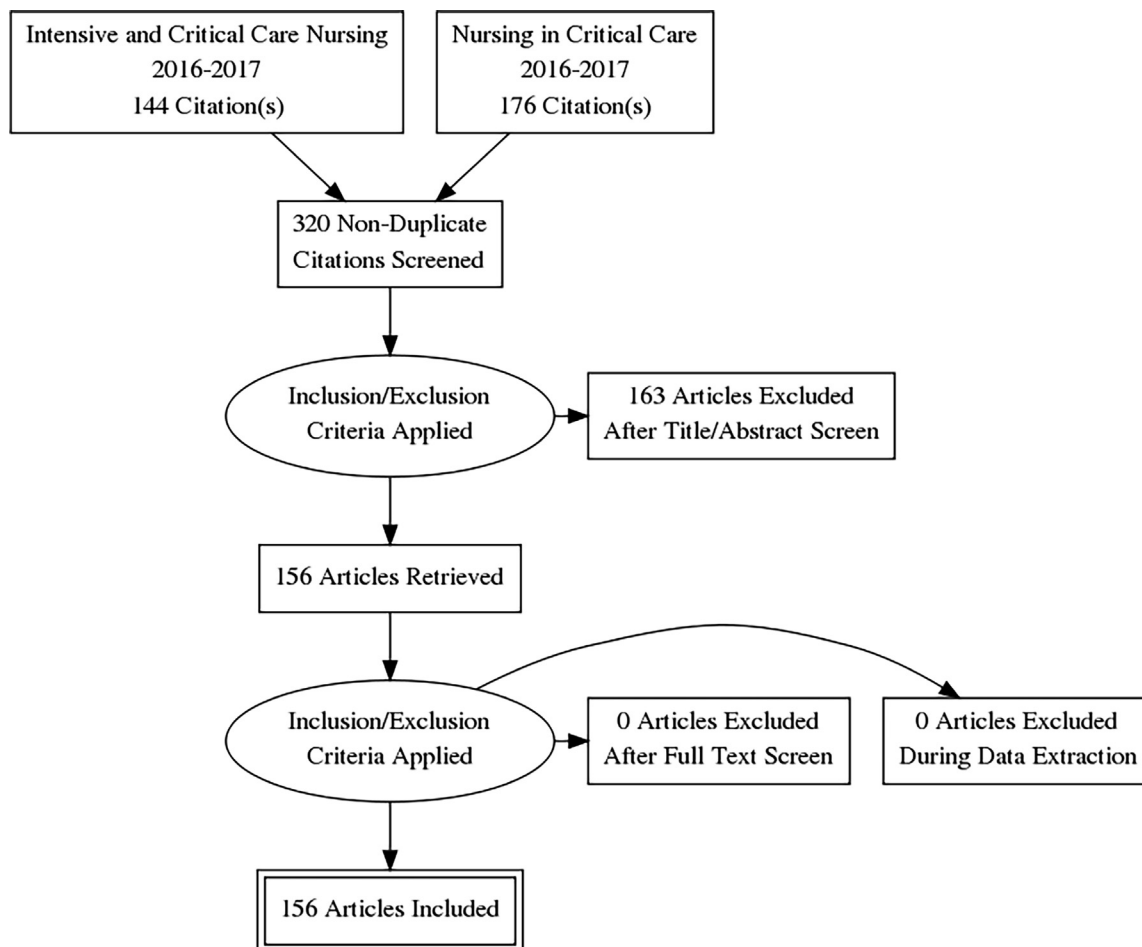 Intensive and Critical Care Nursing
2016-2017
144 Citation(s)
Nursing in Critical Care
2016-2017
176 Citation(s)
320 Non-Duplicate
Citations Screened
Inclusion/Exclusion
Criteria Applied
163 Articles Excluded
After Title/Abstract Screen
156 Articles Retrieved
Inclusion/Exclusion
Criteria Applied
0 Articles Excluded
After Full Text Screen
0 Articles Excluded
During Data Extraction
156 Articles Included